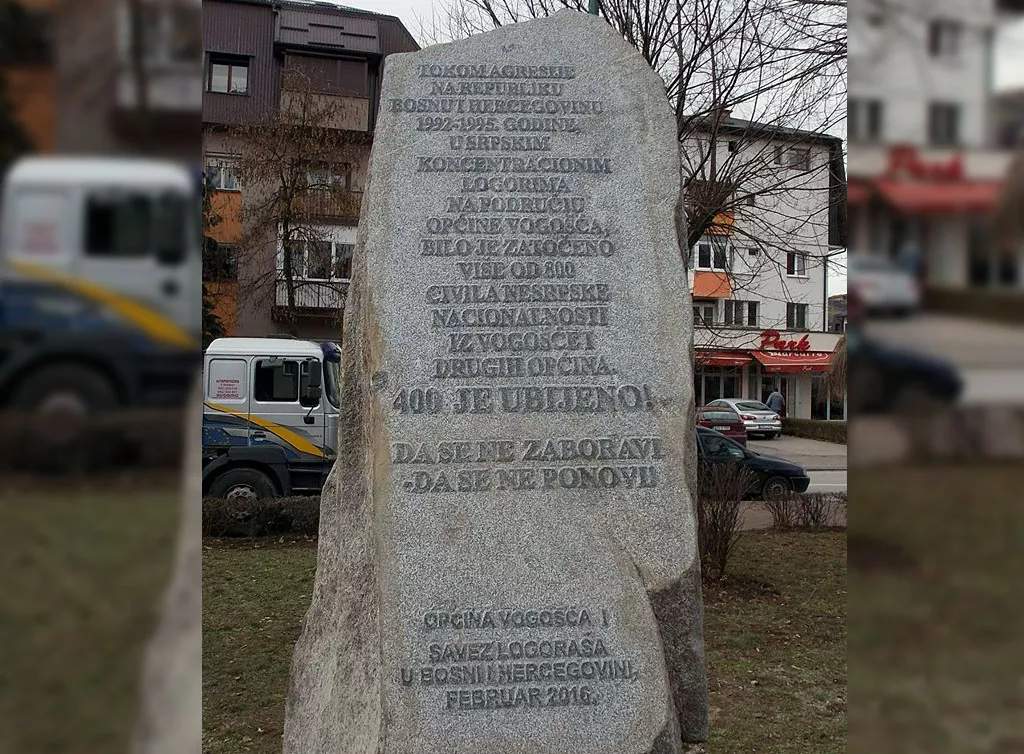 TOKOM AGRESIJE
NA REPUBLIKU
BOSNU I HERCEGOVINU
1992-1995. GODINE,
U SRPSKIM
KONCENTRACIONIM
LOGORIMA
NA PODRUČJU
OPĆINE VOGOŠĆA,
BILO JE ZATOČENO
VIŠE OD 800
CIVILA NESRPSKE
NACIONALNOSTI
IZ VOGOŠĆE I
DRUGIH OPĆINA.
400 JE UBIJENO!
DA SE NE ZABORAVI
-DA SE NE PONOVI!
OPĆINA VOGOŠĆA I
SAVEZ LOGORAŠA
U BOSNI I HERCEGOVINI,
FEBRUAR 2016.
Park